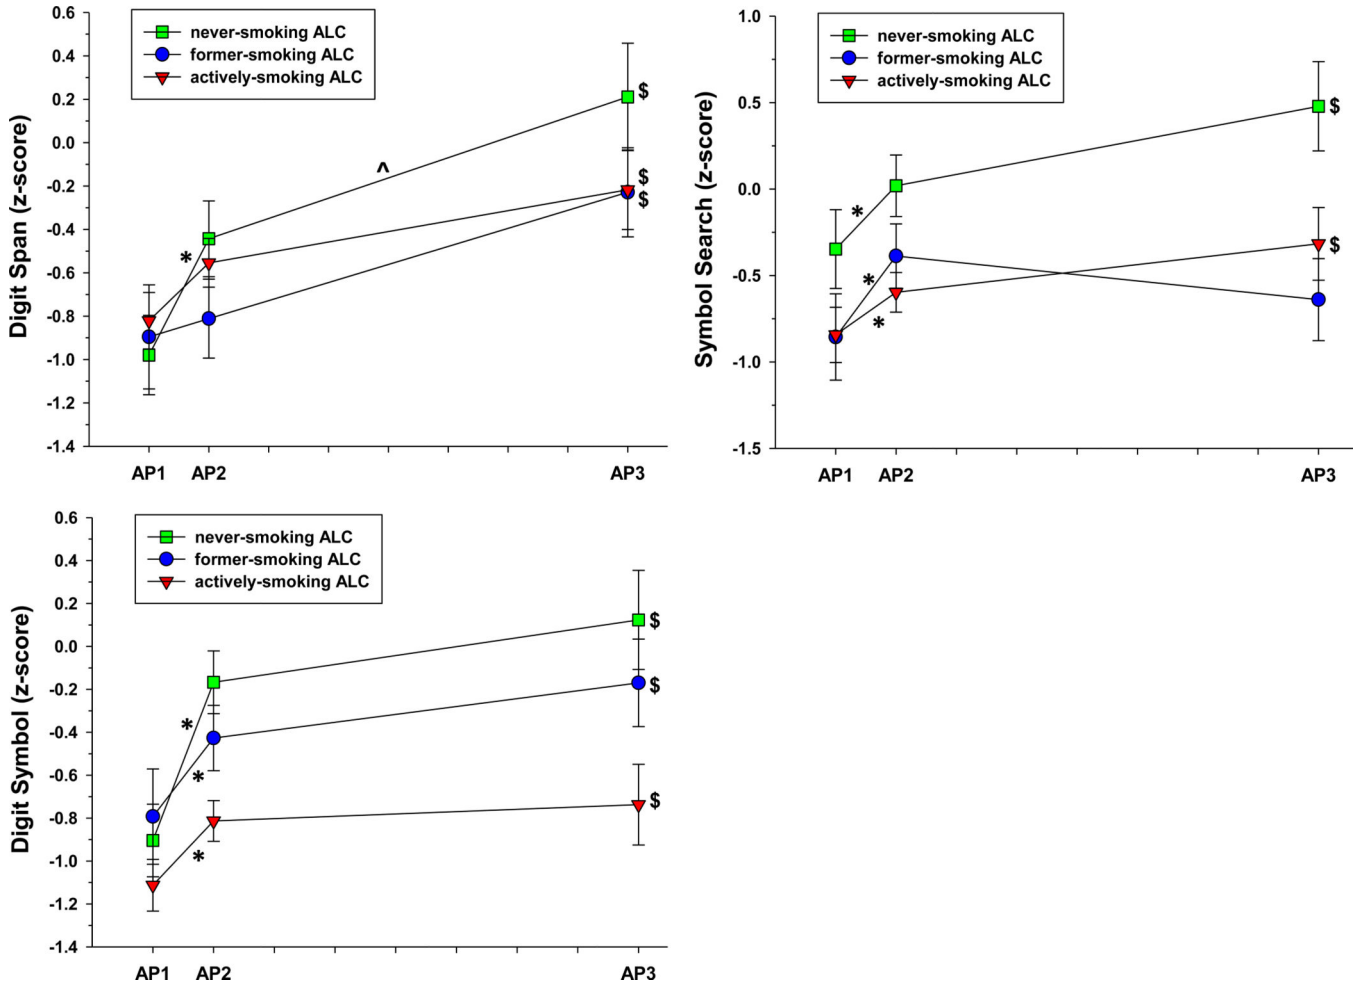 never-smoking ALC
former-smoking ALC
actively-smoking ALC
Digit Span (z-score)
0.6
0.4
0.2
0.0
-0.2
-0.4
-0.6
-0.8
-1.0
-1.2
-1.4
*
^
$
$
$
AP1 AP2 AP3
never-smoking ALC
former-smoking ALC
actively-smoking ALC
Symbol Search (z-score)
1.0
0.5
0.0
-0.5
-1.0
-1.5
*
*
*
$
$
AP1 AP2 AP3
never-smoking ALC
former-smoking ALC
actively-smoking ALC
Digit Symbol (z-score)
0.6
0.4
0.2
0.0
-0.2
-0.4
-0.6
-0.8
-1.0
-1.2
-1.4
*
*
*
$
$
$
AP1 AP2 AP3